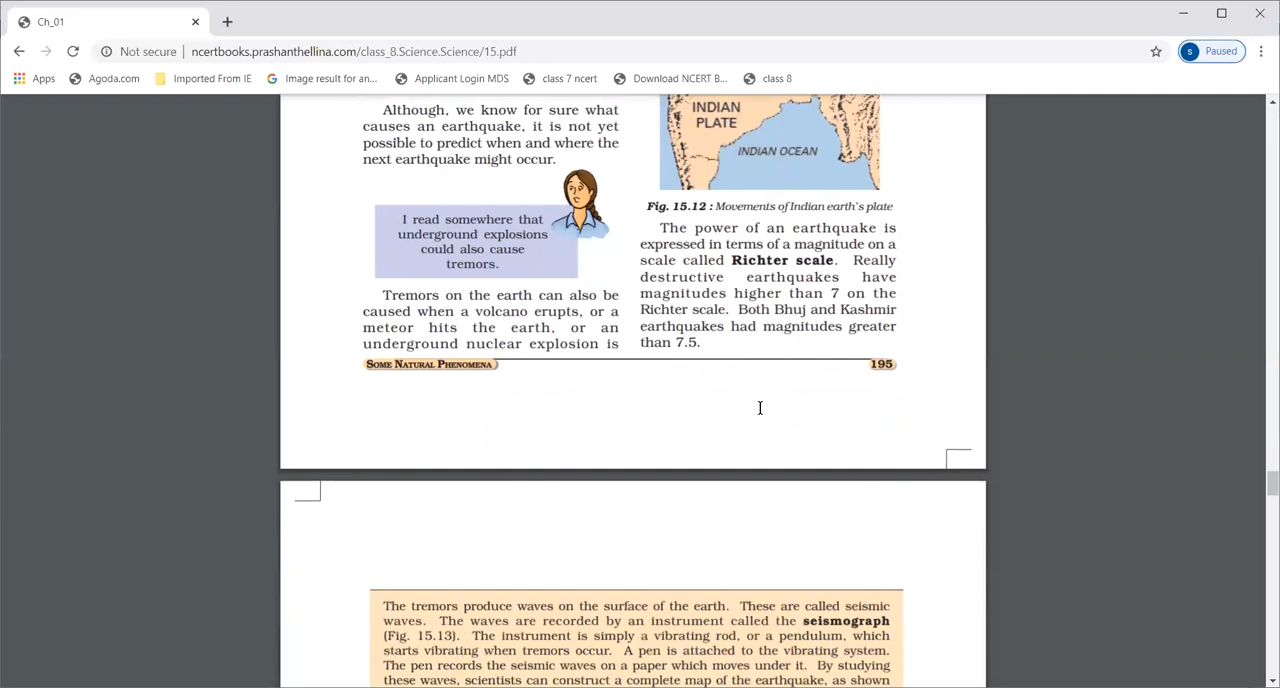 Ch_01
Not secure | ncertbooks.prashanthellina.com/class_8.Science.Science/15.pdf
S Paused
Apps Agoda.com Imported From IE Image result for an... Applicant Login MDS class 7 ncert Download NCERT B... class 8
Although, we know for sure what
causes an earthquake, it is not yet
possible to predict when and where the
next earthquake might occur.
I read somewhere that
underground explosions
could also cause
tremors.
Tremors on the earth can also be
caused when a volcano erupts, or a
meteor hits the earth, or an
underground nuclear explosion is
INDIAN
PLATE
INDIAN OCEAN
Fig. 15.12 : Movements of Indian earth's plate
The power of an earthquake is
expressed in terms of a magnitude on a
scale called Richter scale. Really
destructive earthquakes have
magnitudes higher than 7 on the
Richter scale. Both Bhuj and Kashmir
earthquakes had magnitudes greater
than 7.5.
SOME NATURAL PHENOMENA
195
The tremors produce waves on the surface of the earth. These are called seismic
waves. The waves are recorded by an instrument called the seismograph
(Fig. 15.13). The instrument is simply a vibrating rod, or a pendulum, which
starts vibrating when tremors occur. A pen is attached to the vibrating system.
The pen records the seismic waves on a paper which moves under it. By studying
these waves, scientists can construct a complete map of the earthquake, as shown